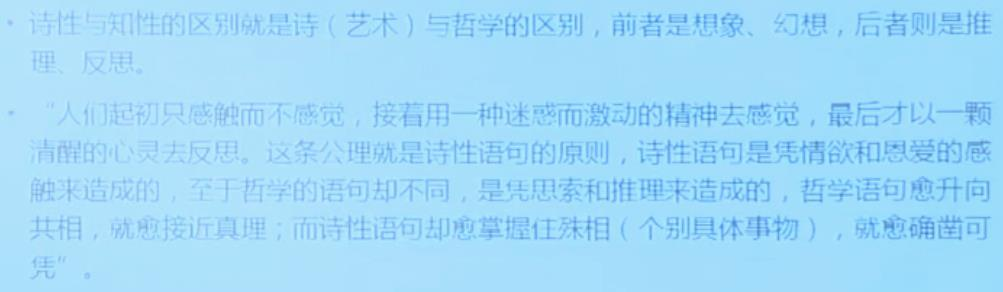 • 诗性与知性的区别就是诗（艺术）与哲学的区别，前者是想象、幻想，后者则是推
理、反思。
• “人们起初只感触而不感觉，接着用一种迷惑而激动的精神去感觉，最后才以一颗
清醒的心灵去反思。这条公理就是诗性语句的原则，诗性语句是凭情欲和恩爱的感
触来造成的，至于哲学的语句却不同，是凭思索和推理来造成的，哲学语句愈升向
共相，就愈接近真理；而诗性语句却愈掌握住殊相（个别具体事物），就愈确凿可
凭”。